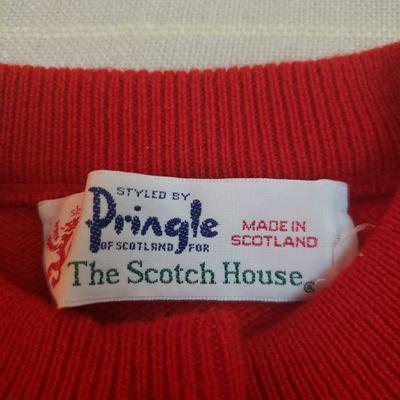 STYLED BY
Pringle
OF SCOTLAND FOR
MADE IN
SCOTLAND
The Scotch House®